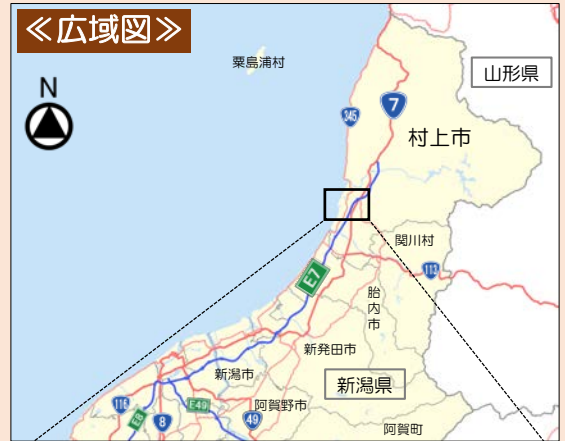 ≪広域図≫
N
粟島浦村
山形県
345
7
村上市
関川村
113
E7
胎内市
新発田市
新潟市
新潟県
阿賀野市
116
E8
8
E49
49
阿賀町